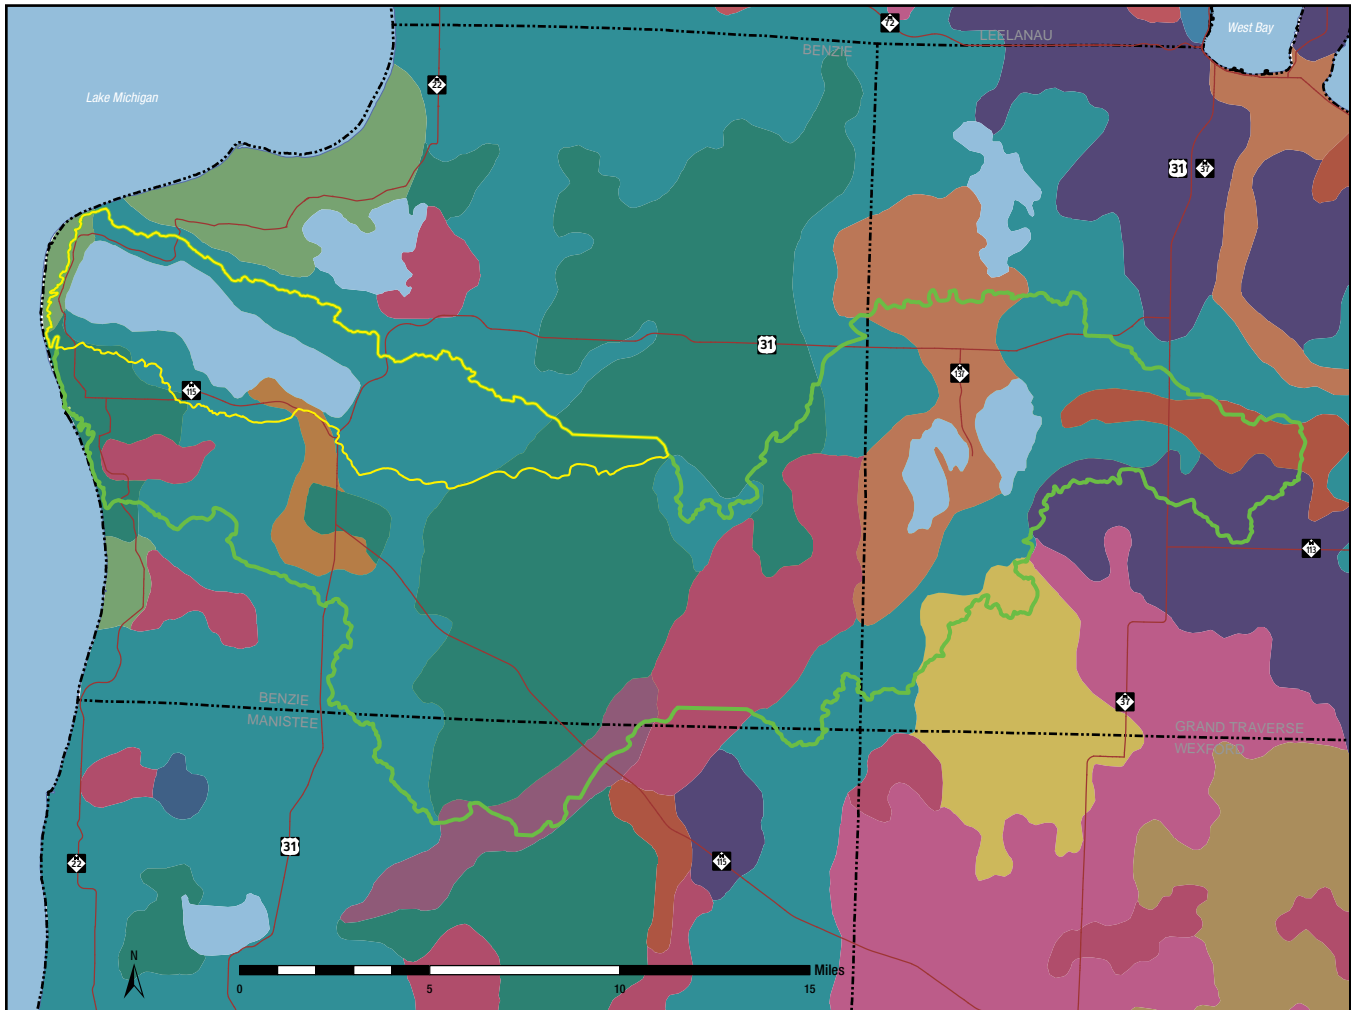 72
LEELANAU
West Bay
BENZIE
22
Lake Michigan
31
37
31
137
115
113
BENZIE
MANISTEE
37
GRAND TRAVERSE
WEXFORD
31
22
115
N
Miles
0
5
10
15